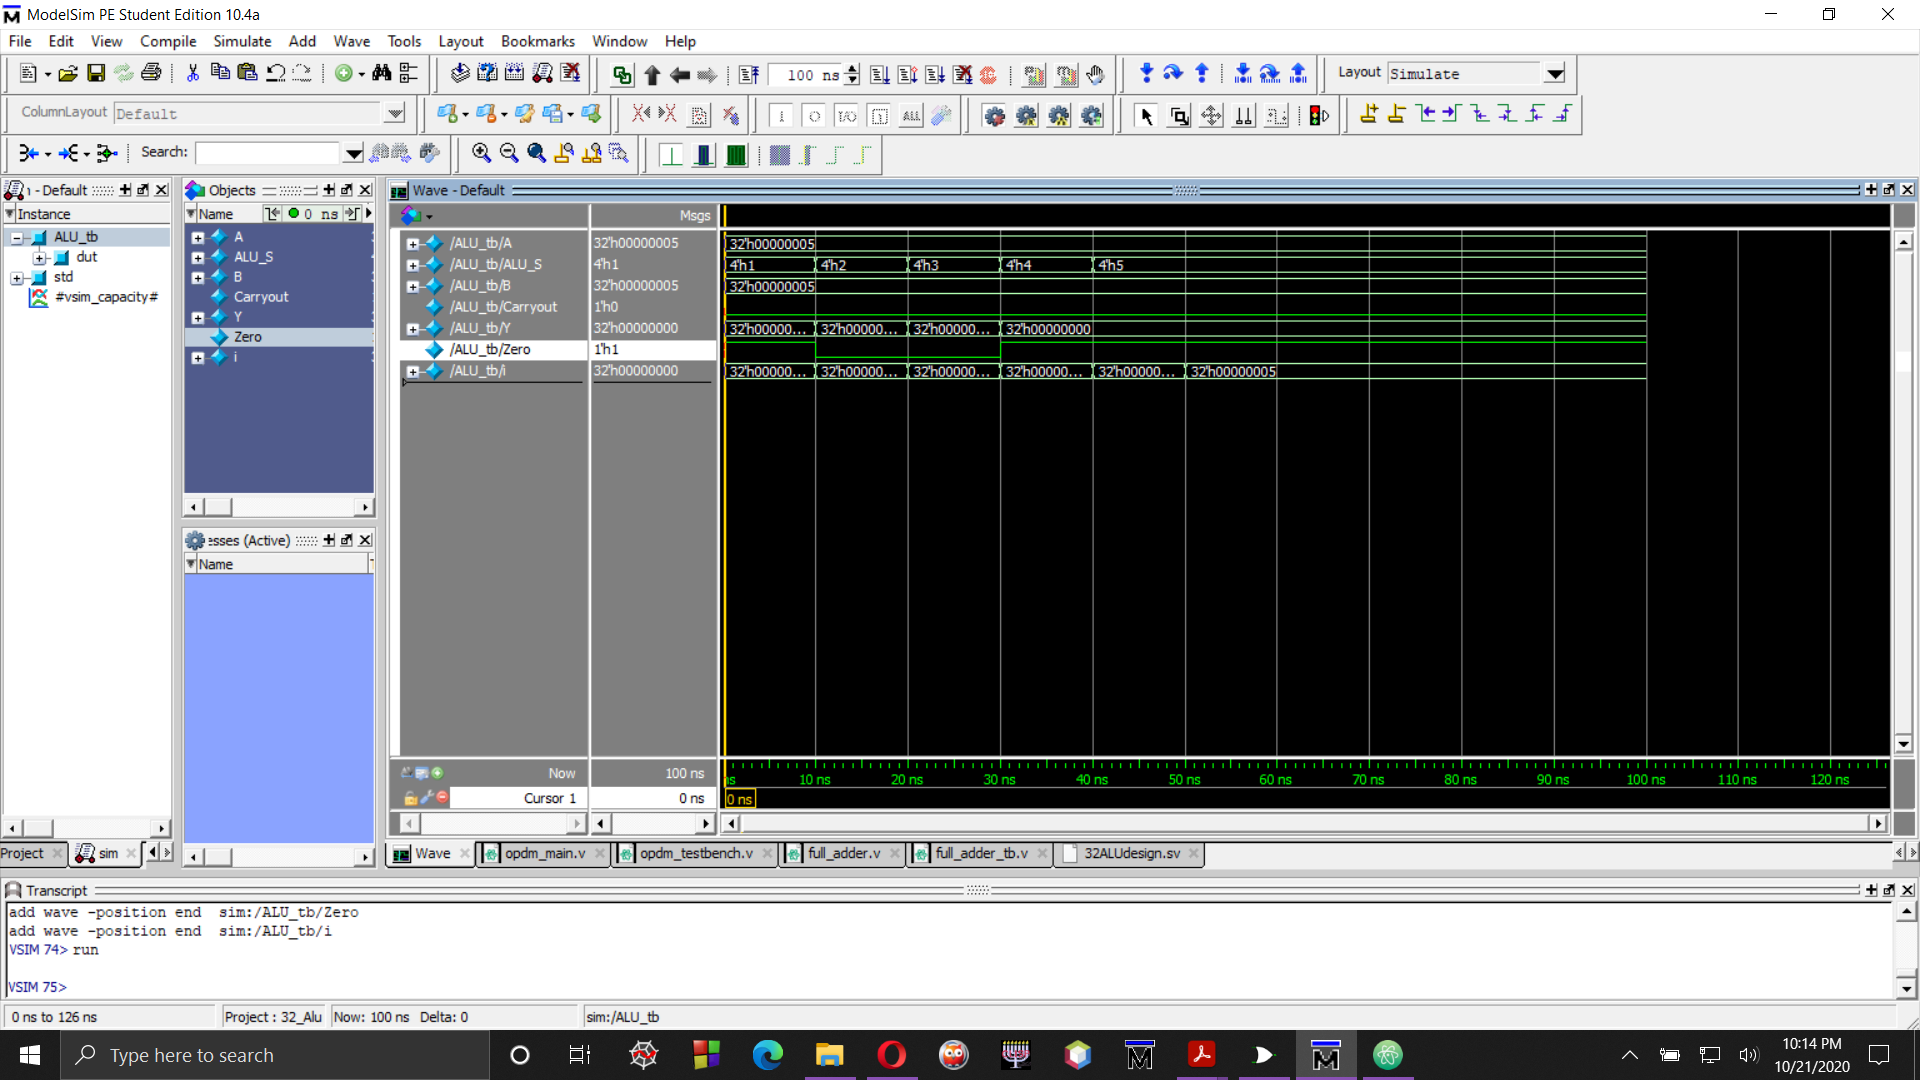 ModelSim PE Student Edition 10.4a
File Edit View Compile Simulate Add Wave Tools Layout Bookmarks Window Help
100 ns
Layout Simulate
ColumnLayout Default
I/O
ALL
Search:
- Default
Instance
ALU_tb
dut
std
#vsim_capacity#
Objects
Name 0 ns
A
ALU_S
B
Carryout
Y
Zero
i
esses (Active)
Name
Wave - Default
Msgs
/ALU_tb/A 32'h00000005 32'h00000005
/ALU_tb/ALU_S 4'h1 4'h1 4'h2 4'h3 4'h4 4'h5
/ALU_tb/B 32'h00000005 32'h00000005
/ALU_tb/Carryout 1'h0
/ALU_tb/Y 32'h00000000 32'h00000... 32'h00000... 32'h00000... 32'h00000000
/ALU_tb/Zero 1'h1
/ALU_tb/i 32'h00000000 32'h00000... 32'h00000... 32'h00000... 32'h00000... 32'h00000... 32'h00000005
Now 100 ns
ns 10 ns 20 ns 30 ns 40 ns 50 ns 60 ns 70 ns 80 ns 90 ns 100 ns 110 ns 120 ns
Cursor 1 0 ns 0 ns
Project sim
Wave opdm_main.v opdm_testbench.v full_adder.v full_adder_tb.v 32ALUdesign.sv
Transcript
add wave -position end  sim:/ALU_tb/Zero
add wave -position end  sim:/ALU_tb/i
VSIM 74> run
VSIM 75>
0 ns to 126 ns Project : 32_Alu Now: 100 ns Delta: 0 sim:/ALU_tb
Type here to search
10:14 PM
10/21/2020